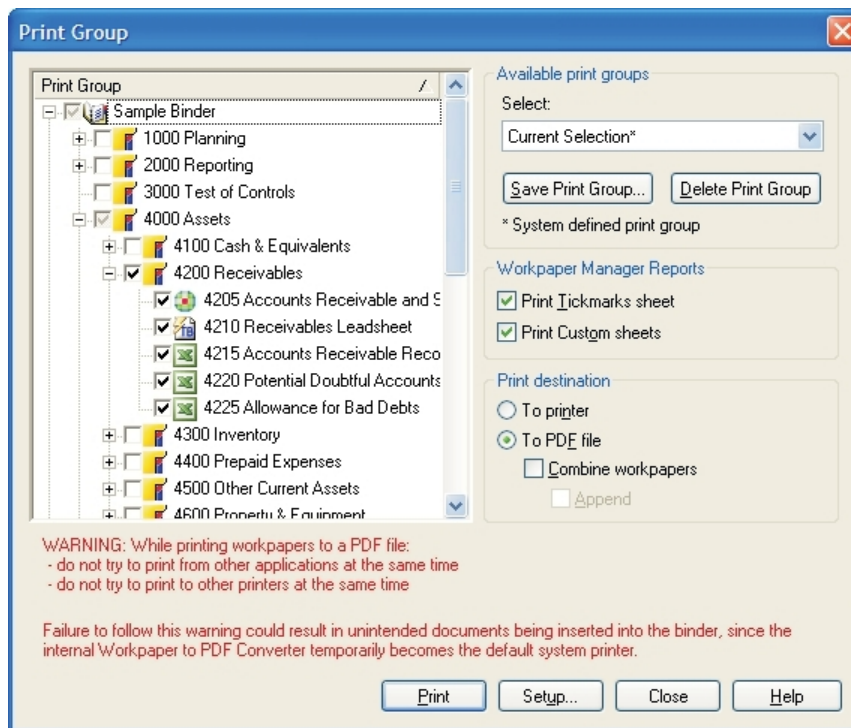 Print Group
Print Group
Sample Binder
1000 Planning
2000 Reporting
3000 Test of Controls
4000 Assets
4100 Cash & Equivalents
4200 Receivables
4205 Accounts Receivable and S
4210 Receivables Leadsheet
4215 Accounts Receivable Reco
4220 Potential Doubtful Accounts
4225 Allowance for Bad Debts
4300 Inventory
4400 Prepaid Expenses
4500 Other Current Assets
4600 Property & Equipment
Available print groups
Select:
Current Selection*
Save Print Group...
Delete Print Group
* System defined print group
Workpaper Manager Reports
Print Tickmarks sheet
Print Custom sheets
Print destination
To printer
To PDF file
Combine workpapers
Append
WARNING: While printing workpapers to a PDF file:
- do not try to print from other applications at the same time
- do not try to print to other printers at the same time
Failure to follow this warning could result in unintended documents being inserted into the binder, since the
internal Workpaper to PDF Converter temporarily becomes the default system printer.
Print
Setup...
Close
Help